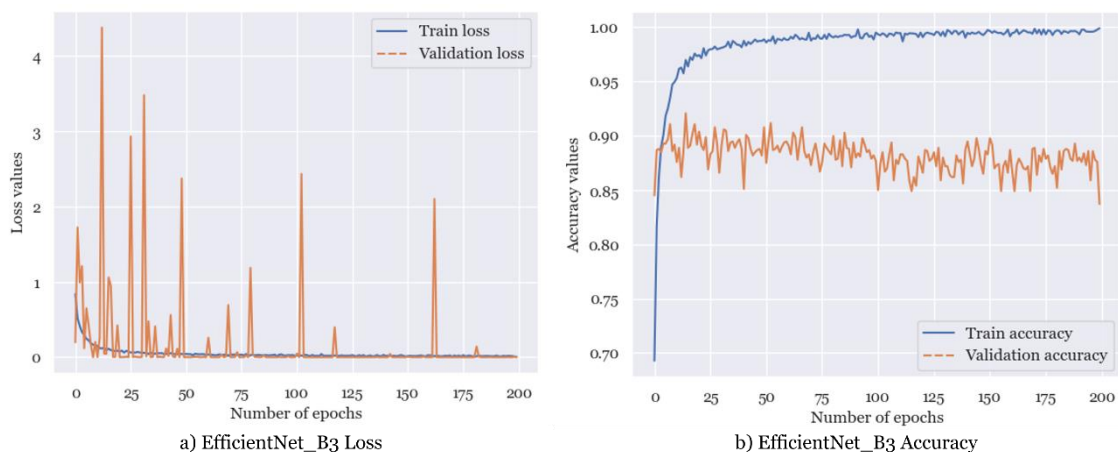 Train loss
Validation loss
4
3
2
1
0
Loss values
0 25 50 75 100 125 150 175 200
Number of epochs
a) EfficientNet_B3 Loss
1.00
0.95
0.90
0.85
0.80
0.75
0.70
Accuracy values
Train accuracy
Validation accuracy
0 25 50 75 100 125 150 175 200
Number of epochs
b) EfficientNet_B3 Accuracy